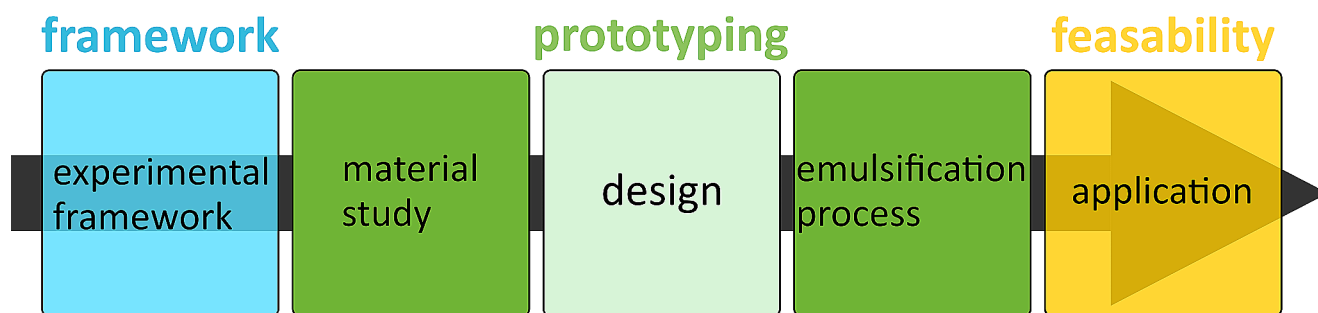 framework
prototyping
feasability
experimental
framework
material
study
design
emulsification
process
application